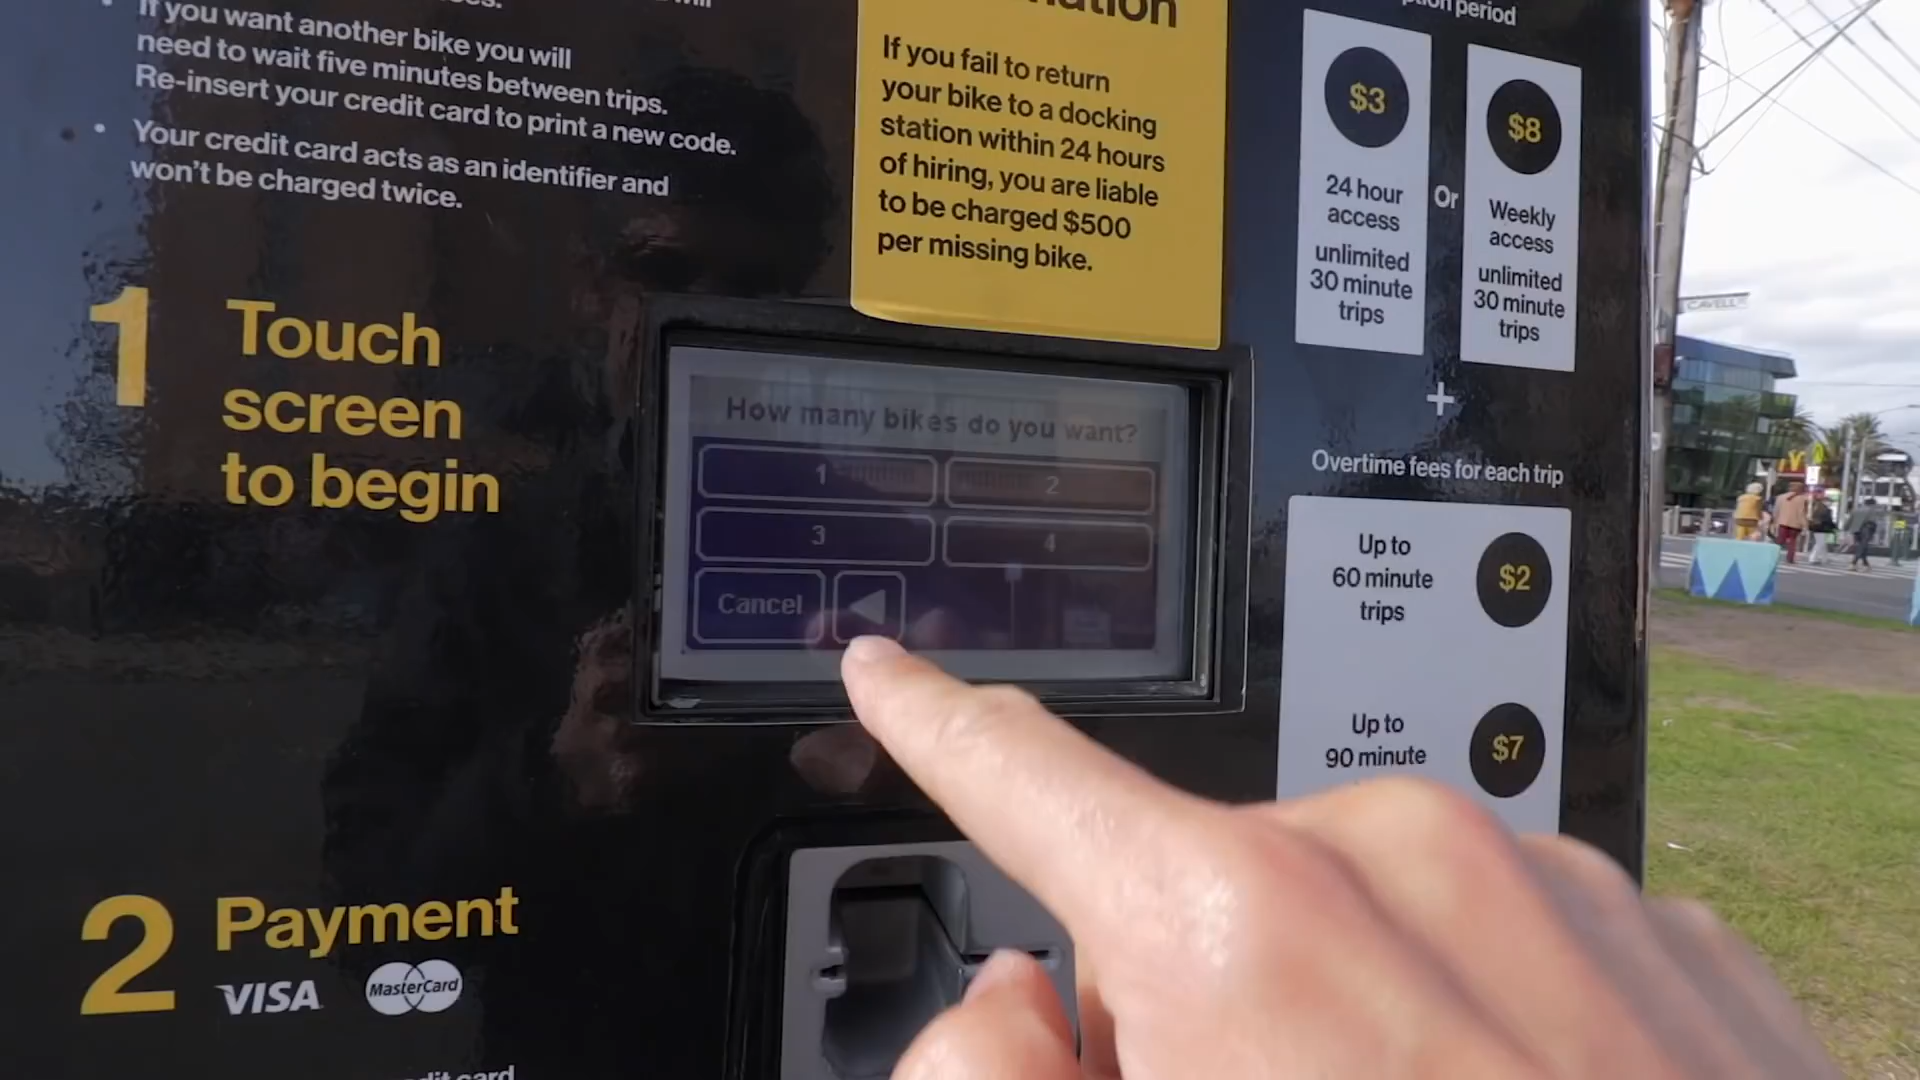 If you want another bike you will
need to wait five minutes between trips.
Re-insert your credit card to print a new code.
Your credit card acts as an identifier and
won't be charged twice.
If you fail to return
your bike to a docking
station within 24 hours
of hiring, you are liable
to be charged $500
per missing bike.
period
$3
24 hour
access
unlimited
30 minute
trips
Or
$8
Weekly
access
unlimited
30 minute
trips
+
Overtime fees for each trip
Up to
60 minute
trips
$2
Up to
90 minute
$7
1
Touch
screen
to begin
How many bikes do you want?
1
2
3
4
Cancel
2
Payment
VISA
MasterCard
card
CAVELL